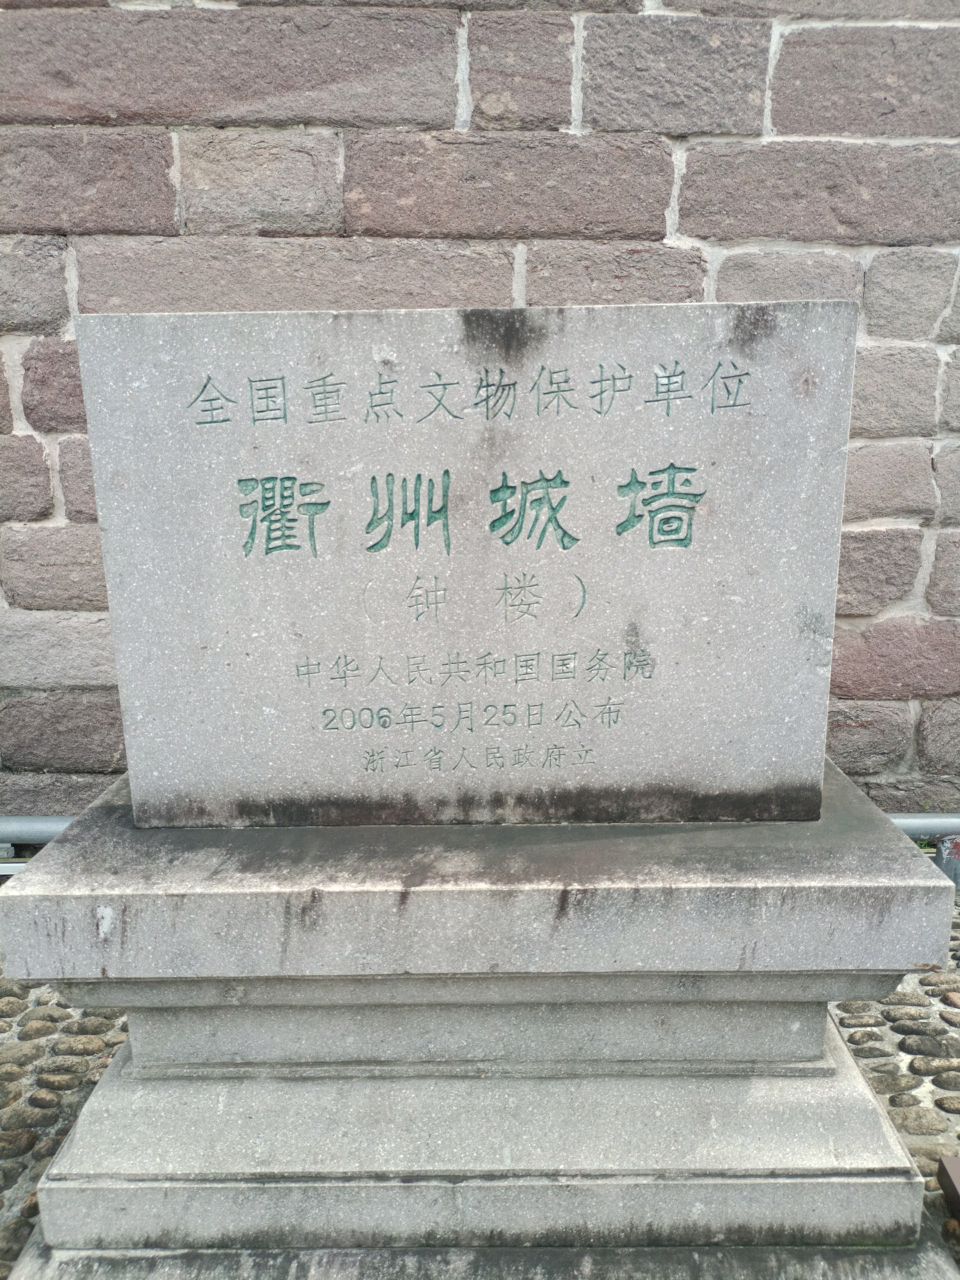 全国重点文物保护单位
衢州城墙
（钟楼）
中华人民共和国国务院
2006年5月25日公布
浙江省人民政府立